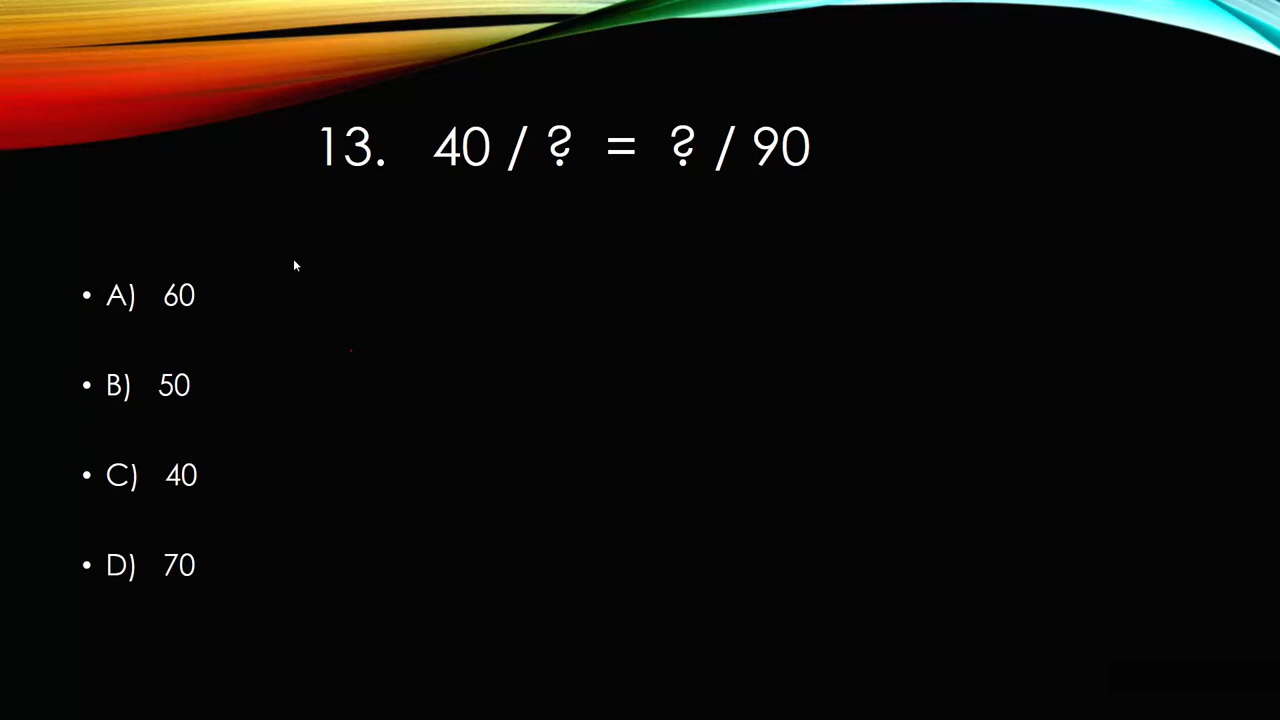 13. 40 / ? = ? / 90
• A) 60
• B) 50
• C) 40
• D) 70